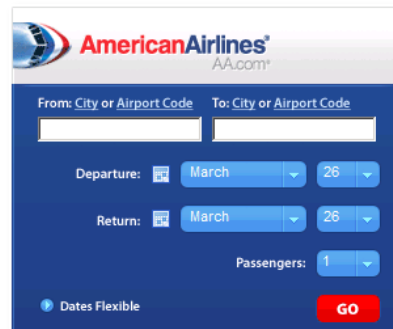 AmericanAirlines®
AA.com®
From: City or Airport Code To: City or Airport Code
Departure: March 26
Return: March 26
Passengers: 1
Dates Flexible GO